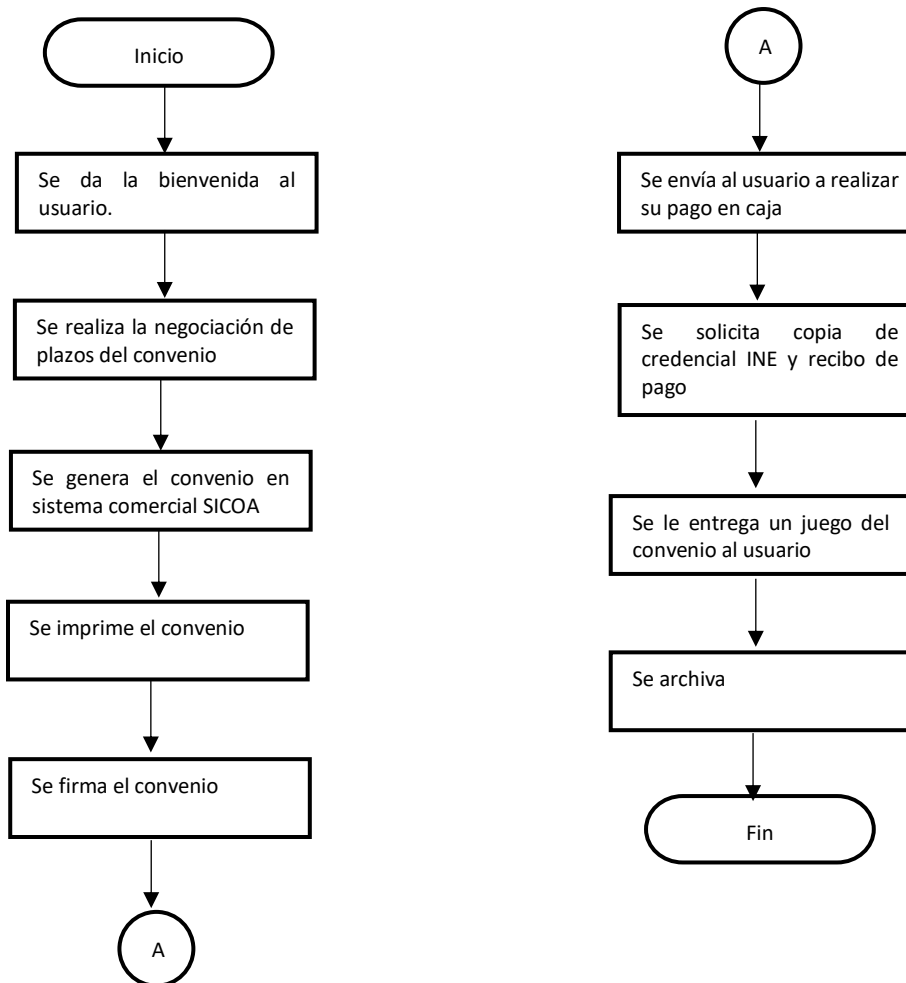 Inicio
Se da la bienvenida al
usuario.
Se realiza la negociación de
plazos del convenio
Se genera el convenio en
sistema comercial SICOA
Se imprime el convenio
Se firma el convenio
A
A
Se envía al usuario a realizar
su pago en caja
Se solicita copia de
credencial INE y recibo de
pago
Se le entrega un juego del
convenio al usuario
Se archiva
Fin